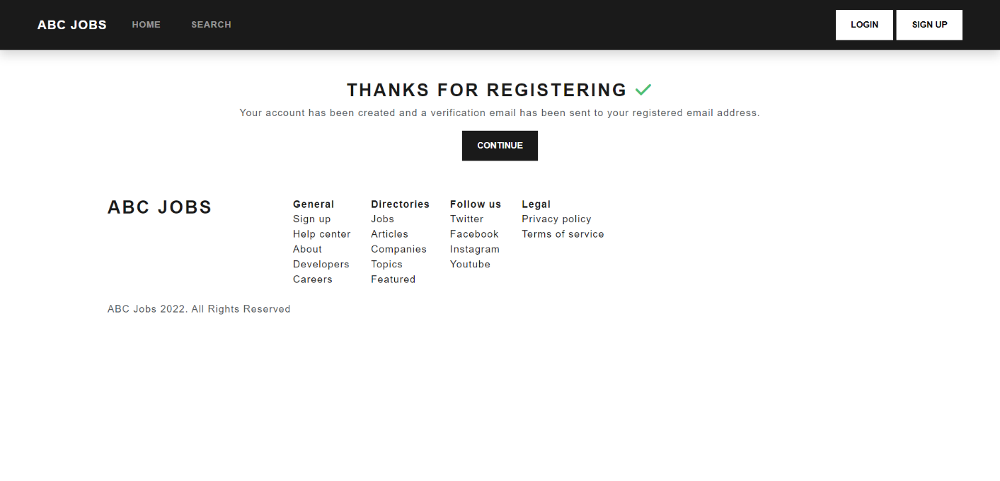 ABC JOBS HOME SEARCH LOGIN SIGN UP
THANKS FOR REGISTERING
Your account has been created and a verification email has been sent to your registered email address.
CONTINUE
ABC JOBS
General
Sign up
Help center
About
Developers
Careers
Directories
Jobs
Articles
Companies
Topics
Featured
Follow us
Twitter
Facebook
Instagram
Youtube
Legal
Privacy policy
Terms of service
ABC Jobs 2022. All Rights Reserved